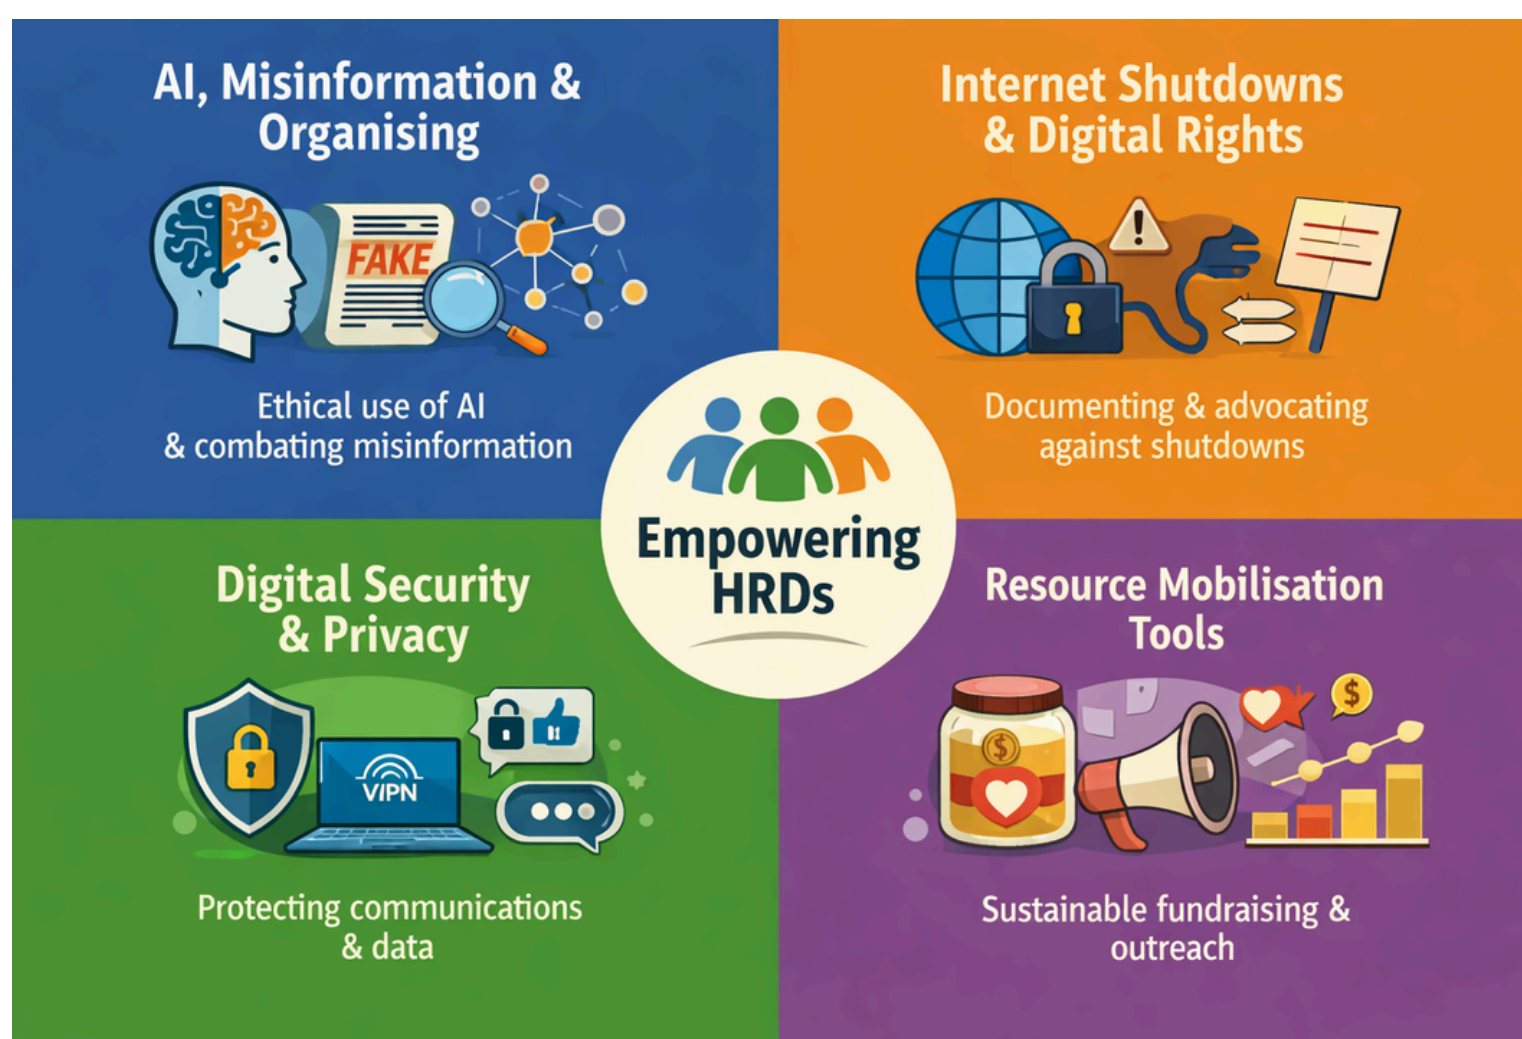 AI, Misinformation &
Organising
FAKE
Ethical use of AI
& combating misinformation
Internet Shutdowns
& Digital Rights
!
Documenting & advocating
against shutdowns
Empowering
HRDs
Digital Security
& Privacy
VIPN
Protecting communications
& data
Resource Mobilisation
Tools
$
$
Sustainable fundraising &
outreach